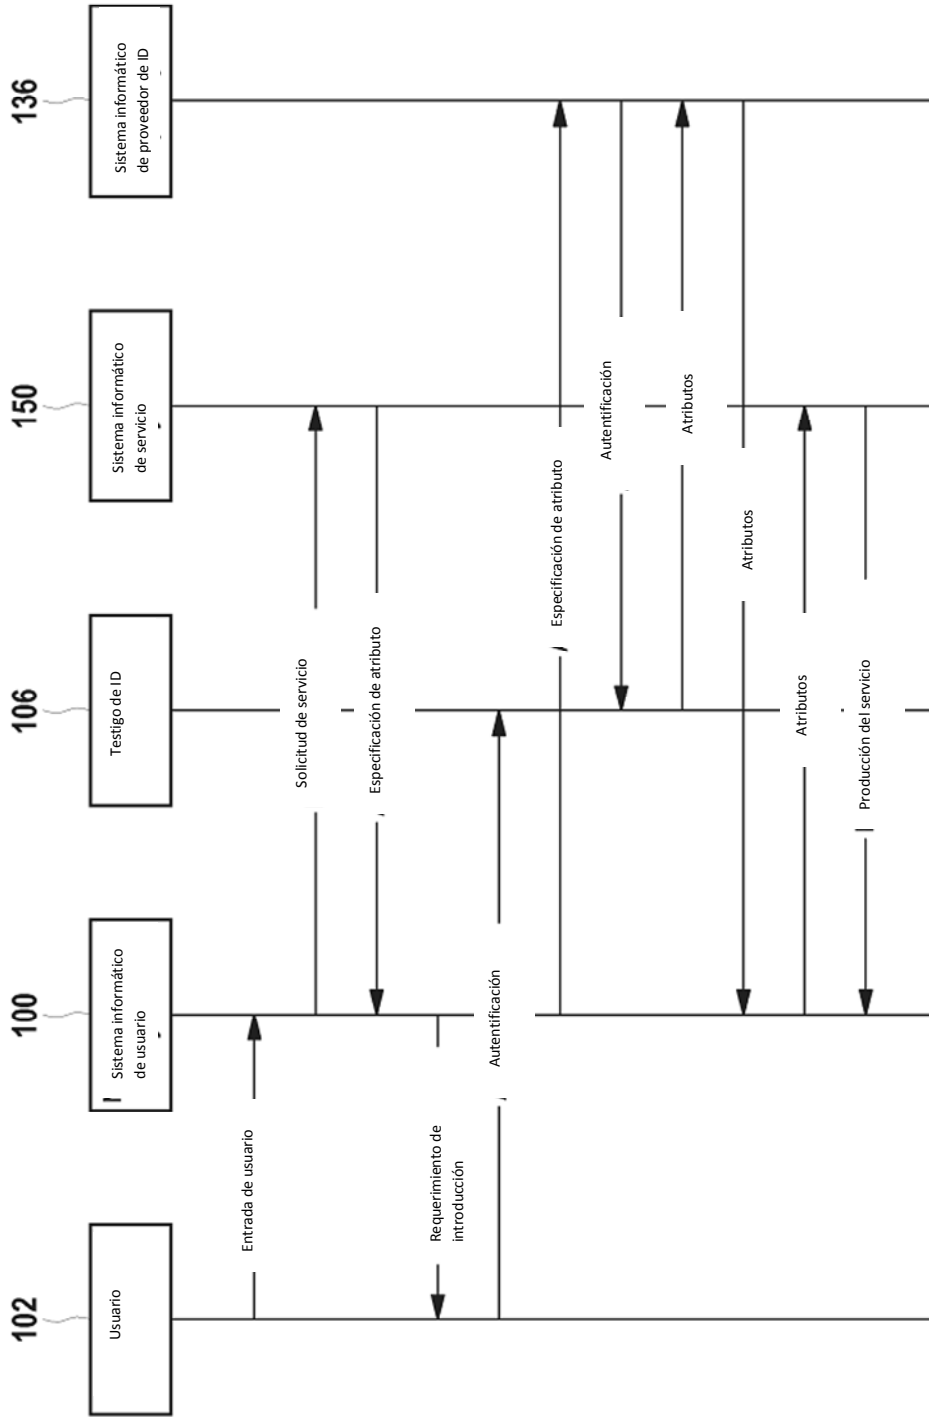 102
100
106
150
136
Usuario
Sistema informático
de usuario
Testigo de ID
Sistema informático
de servicio
Sistema informático
de proveedor de ID
Entrada de usuario
Solicitud de servicio
Especificación de atributo
Requerimiento de
introducción
Autentificación
Especificación de atributo
Autentificación
Atributos
Atributos
Atributos
Producción del servicio